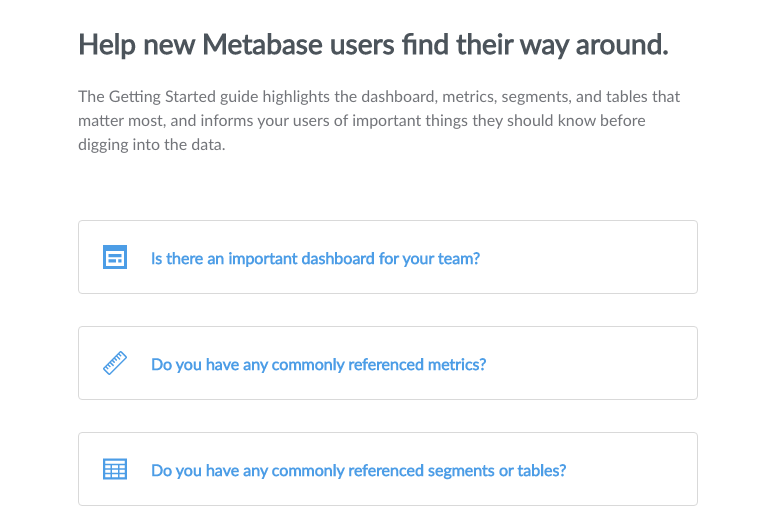 Help new Metabase users find their way around.
The Getting Started guide highlights the dashboard, metrics, segments, and tables that
matter most, and informs your users of important things they should know before
digging into the data.
Is there an important dashboard for your team?
Do you have any commonly referenced metrics?
Do you have any commonly referenced segments or tables?